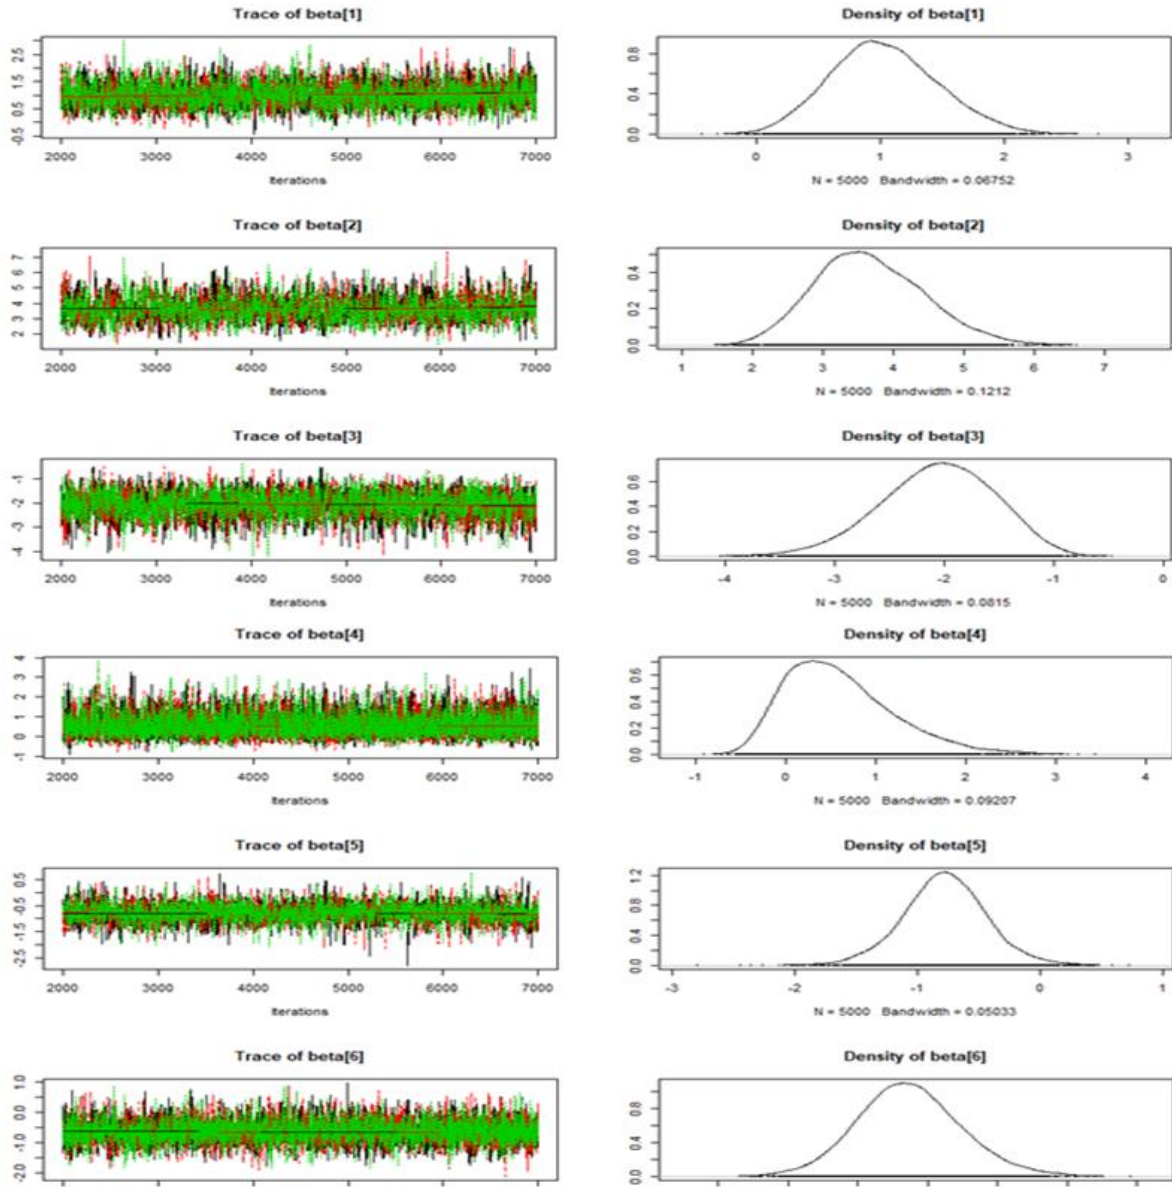 Trace of beta[1]
Density of beta[1]
-0.5 0.5 1.5 2.5
0.0 0.4 0.8
2000 3000 4000 5000 6000 7000
0 1 2 3
Iterations
N = 5000 Bandwidth = 0.06752
Trace of beta[2]
Density of beta[2]
2 3 4 5 6 7
0.0 0.2 0.4
2000 3000 4000 5000 6000 7000
1 2 3 4 5 6 7
Iterations
N = 5000 Bandwidth = 0.1212
Trace of beta[3]
Density of beta[3]
-4 -3 -2 -1
0.0 0.2 0.4 0.6
2000 3000 4000 5000 6000 7000
-4 -3 -2 -1 0
Iterations
N = 5000 Bandwidth = 0.0815
Trace of beta[4]
Density of beta[4]
-1 0 1 2 3 4
0.0 0.2 0.4 0.6
2000 3000 4000 5000 6000 7000
-1 0 1 2 3 4
Iterations
N = 5000 Bandwidth = 0.09207
Trace of beta[5]
Density of beta[5]
-2.5 -1.5 -0.5 0.5
0.0 0.4 0.8 1.2
2000 3000 4000 5000 6000 7000
-3 -2 -1 0 1
Iterations
N = 5000 Bandwidth = 0.05033
Trace of beta[6]
Density of beta[6]
-2.0 -1.0 0.0 1.0
0.0 0.4 0.8